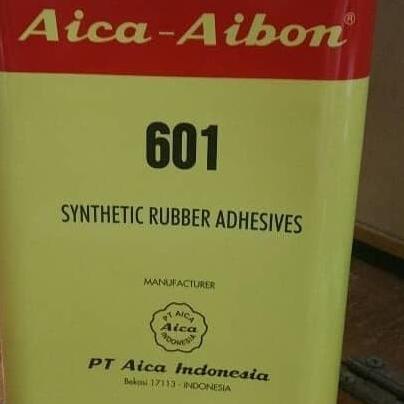 Aica-Aibon®
601
SYNTHETIC RUBBER ADHESIVES
MANUFACTURER
PT AICA
Aica
INDONESIA
PT Aica Indonesia
Bekasi 17113 - INDONESIA